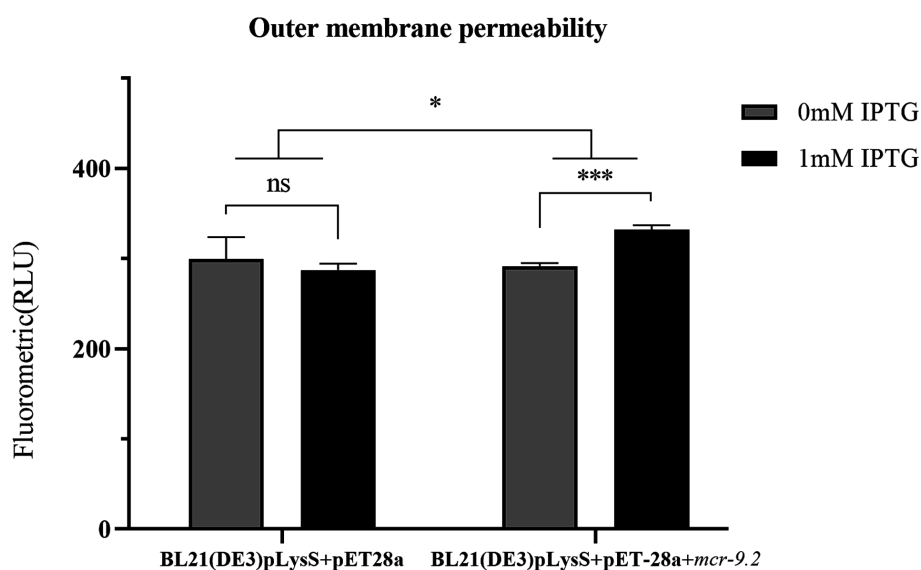 Outer membrane permeability
Fluorometric(RLU)
400
200
0
*
ns
***
0mM IPTG
1mM IPTG
BL21(DE3)pLysS+pET28a
BL21(DE3)pLysS+pET-28a+mcr-9.2